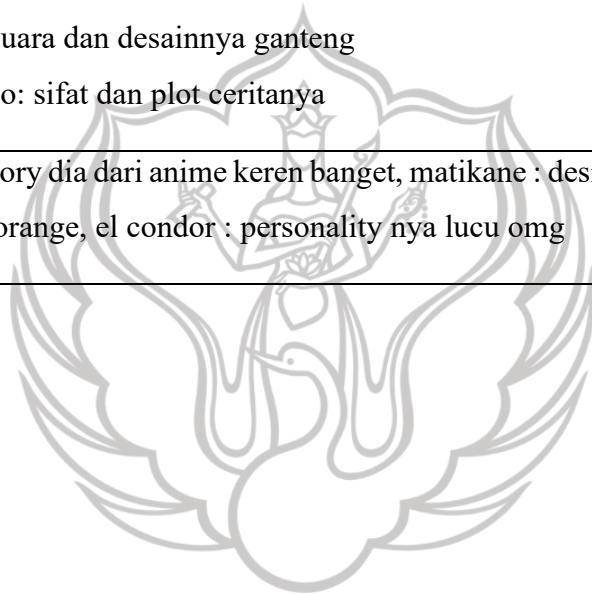 uara dan desainnya ganteng
o: sifat dan plot ceritanya
ory dia dari anime keren banget, matikane : des
orange, el condor : personality nya lucu omg